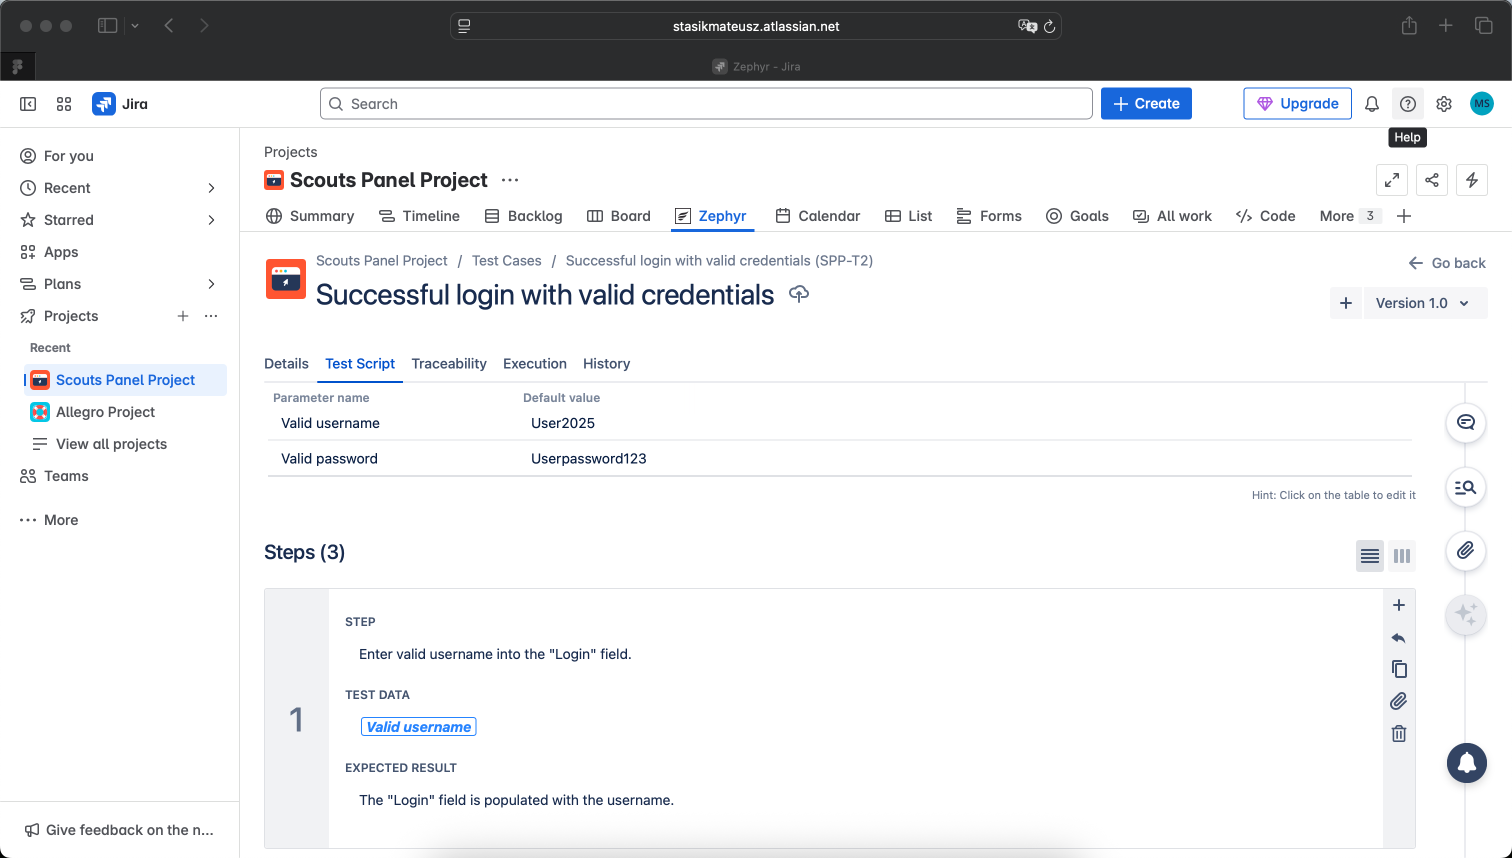 stasikmateusz.atlassian.net
Zephyr - Jira
Jira
Search
Create
Upgrade
MS
Help
For you
Recent
Starred
Apps
Plans
Projects
Recent
Scouts Panel Project
Allegro Project
View all projects
Teams
More
Give feedback on the n...
Projects
Scouts Panel Project
Summary Timeline Backlog Board Zephyr Calendar List Forms Goals All work Code More 3
Scouts Panel Project / Test Cases / Successful login with valid credentials (SPP-T2)
Go back
Successful login with valid credentials
Version 1.0
Details Test Script Traceability Execution History
Parameter name Default value
Valid username User2025
Valid password Userpassword123
Hint: Click on the table to edit it
Steps (3)
1
STEP
Enter valid username into the "Login" field.
TEST DATA
Valid username
EXPECTED RESULT
The "Login" field is populated with the username.